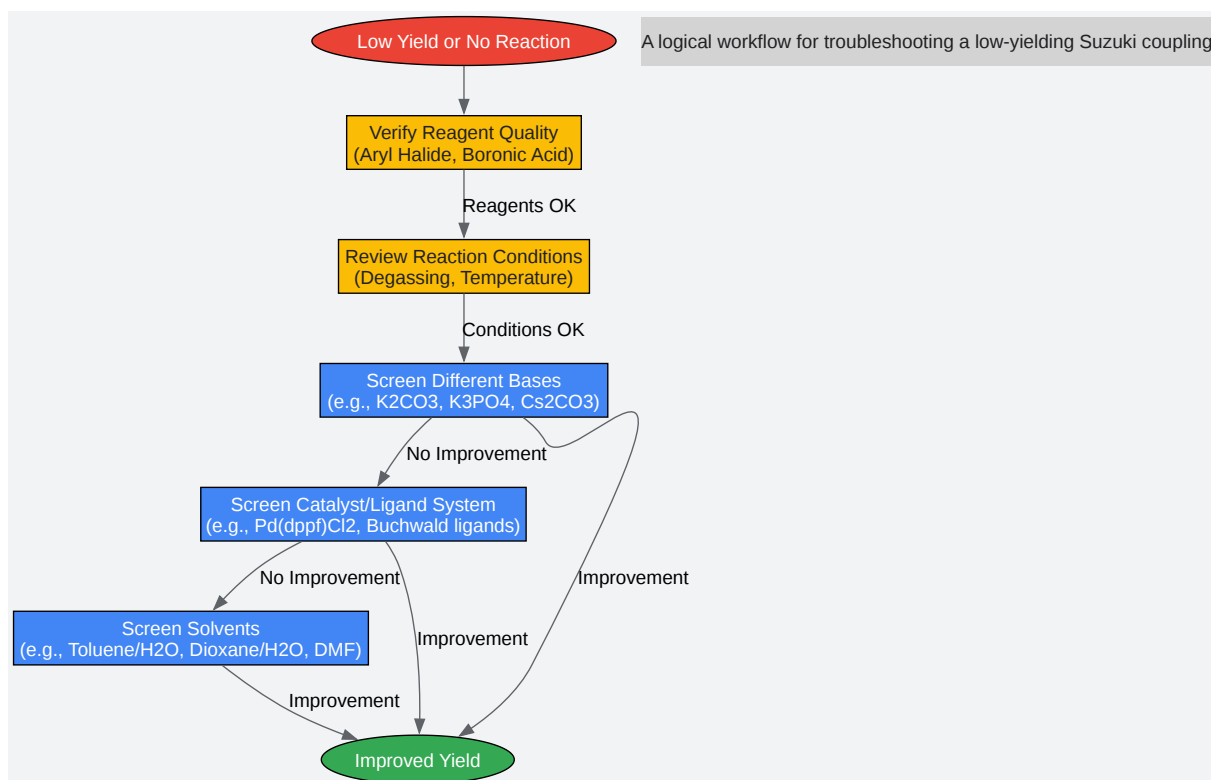 Low Yield or No Reaction
A logical workflow for troubleshooting a low-yielding Suzuki coupling
Verify Reagent Quality
(Aryl Halide, Boronic Acid)
Reagents OK
Review Reaction Conditions
(Degassing, Temperature)
Conditions OK
Screen Different Bases
(e.g., K2CO3, K3PO4, Cs2CO3)
No Improvement
Screen Catalyst/Ligand System
(e.g., Pd(dppf)Cl2, Buchwald ligands)
No Improvement
Improvement
Screen Solvents
(e.g., Toluene/H2O, Dioxane/H2O, DMF)
Improvement
Improvement
Improved Yield